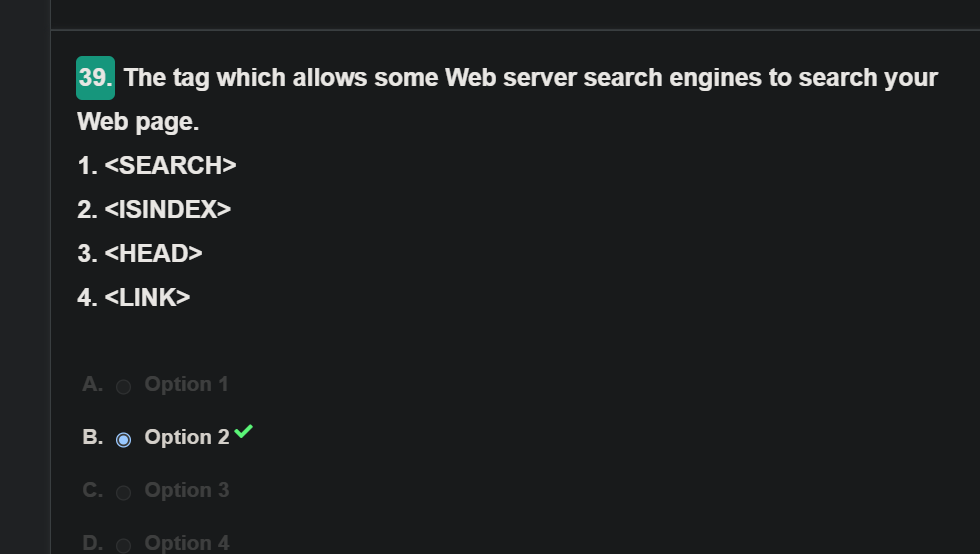 39. The tag which allows some Web server search engines to search your
Web page.
1. <SEARCH>
2. <ISINDEX>
3. <HEAD>
4. <LINK>
A. Option 1
B. Option 2
C. Option 3
D. Option 4